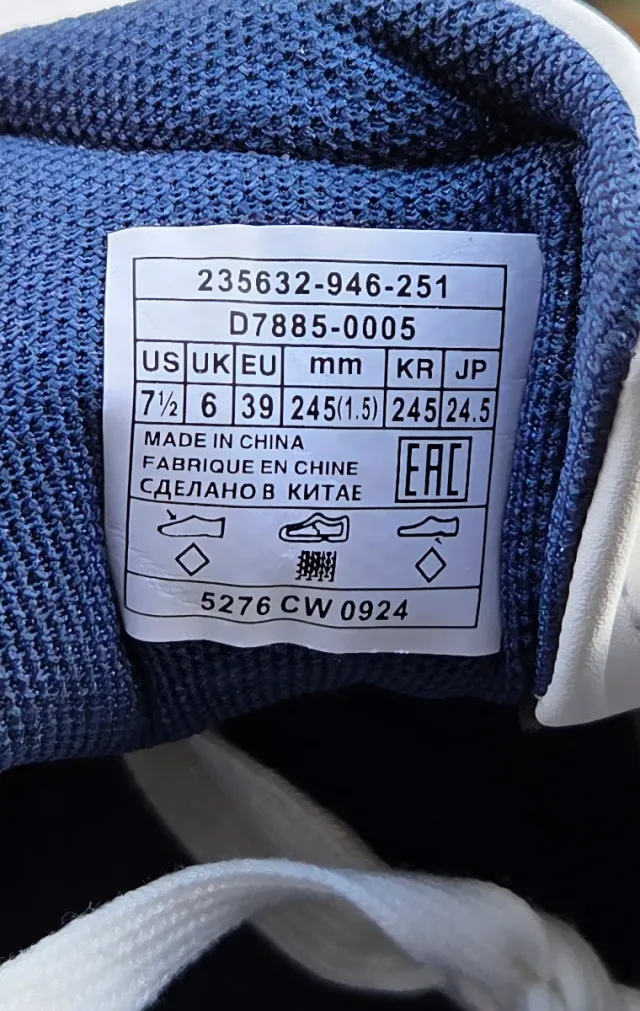 235632-946-251
D7885-0005
US UK EU mm KR JP
7½ 6 39 245(1.5) 245 24.5
MADE IN CHINA
FABRIQUE EN CHINE
СДЕЛАНО В КИТАЕ
EAC
5276 CW 0924